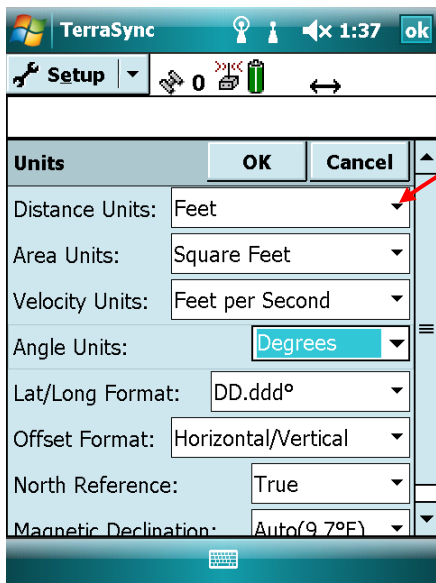 TerraSync 1:37 ok
Setup 0
Units OK Cancel
Distance Units: Feet
Area Units: Square Feet
Velocity Units: Feet per Second
Angle Units: Degrees
Lat/Long Format: DD.ddd°
Offset Format: Horizontal/Vertical
North Reference: True
Magnetic Declination: Auto(9.7°E)